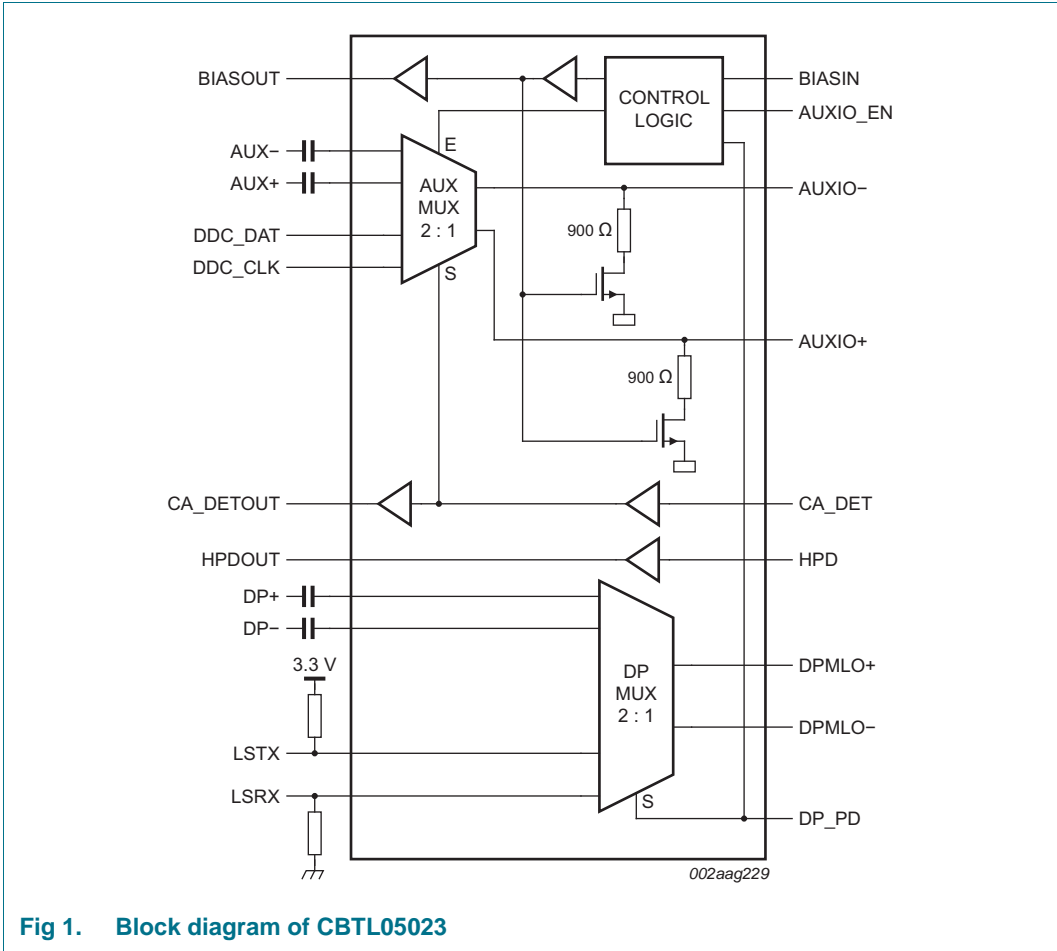 BIASOUT
BIASIN
CONTROL
LOGIC
AUXIO_EN
AUX−
E
AUX+
AUX
MUX
2 : 1
AUXIO−
900 Ω
DDC_DAT
DDC_CLK
S
AUXIO+
900 Ω
CA_DETOUT
CA_DET
HPDOUT
HPD
DP+
DP−
3.3 V
DP
MUX
2 : 1
DPMLO+
DPMLO−
LSTX
LSRX
S
DP_PD
002aag229
Fig 1. Block diagram of CBTL05023